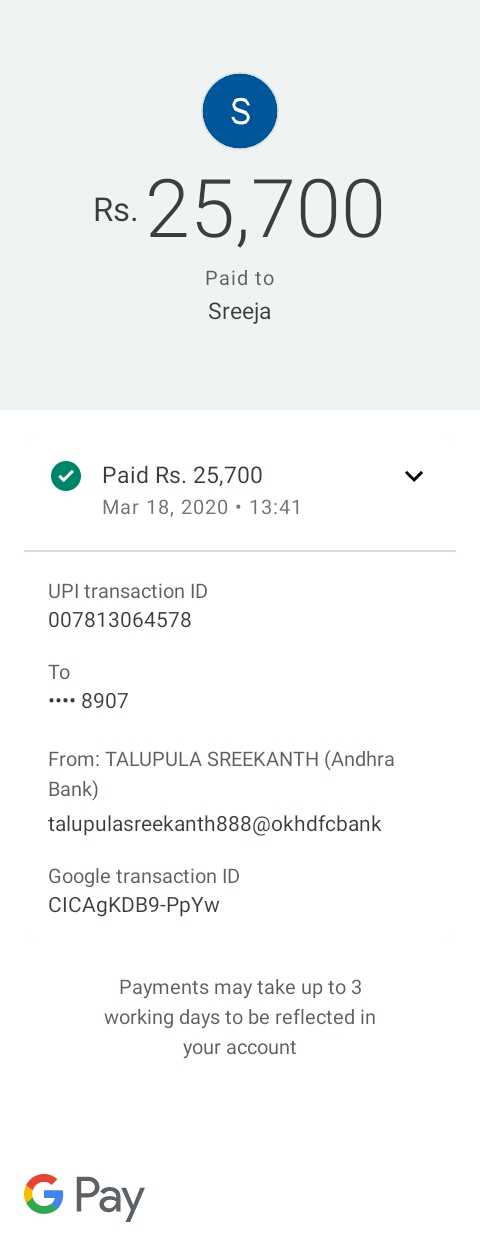 S
Rs. 25,700
Paid to
Sreeja
Paid Rs. 25,700
Mar 18, 2020 • 13:41
UPI transaction ID
007813064578
To
•••• 8907
From: TALUPULA SREEKANTH (Andhra
Bank)
talupulasreekanth888@okhdfcbank
Google transaction ID
CICAgKDB9-PpYw
Payments may take up to 3
working days to be reflected in
your account
G Pay